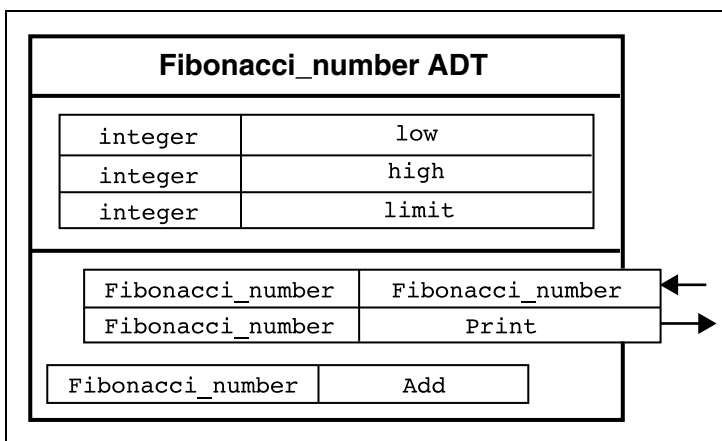 Fibonacci_number ADT
integer low
integer high
integer limit
Fibonacci_number Fibonacci_number
Fibonacci_number Print
Fibonacci_number Add